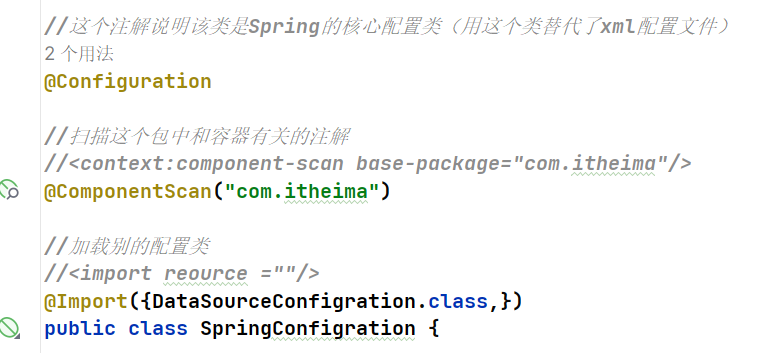 //这个注解说明该类是Spring的核心配置类（用这个类替代了xml配置文件）
2 个用法
@Configuration
//扫描这个包中和容器有关的注解
//<context:component-scan base-package="com.itheima"/>
@ComponentScan("com.itheima")
//加载别的配置类
//<import reource =""/>
@Import({DataSourceConfigration.class,})
public class SpringConfigration {